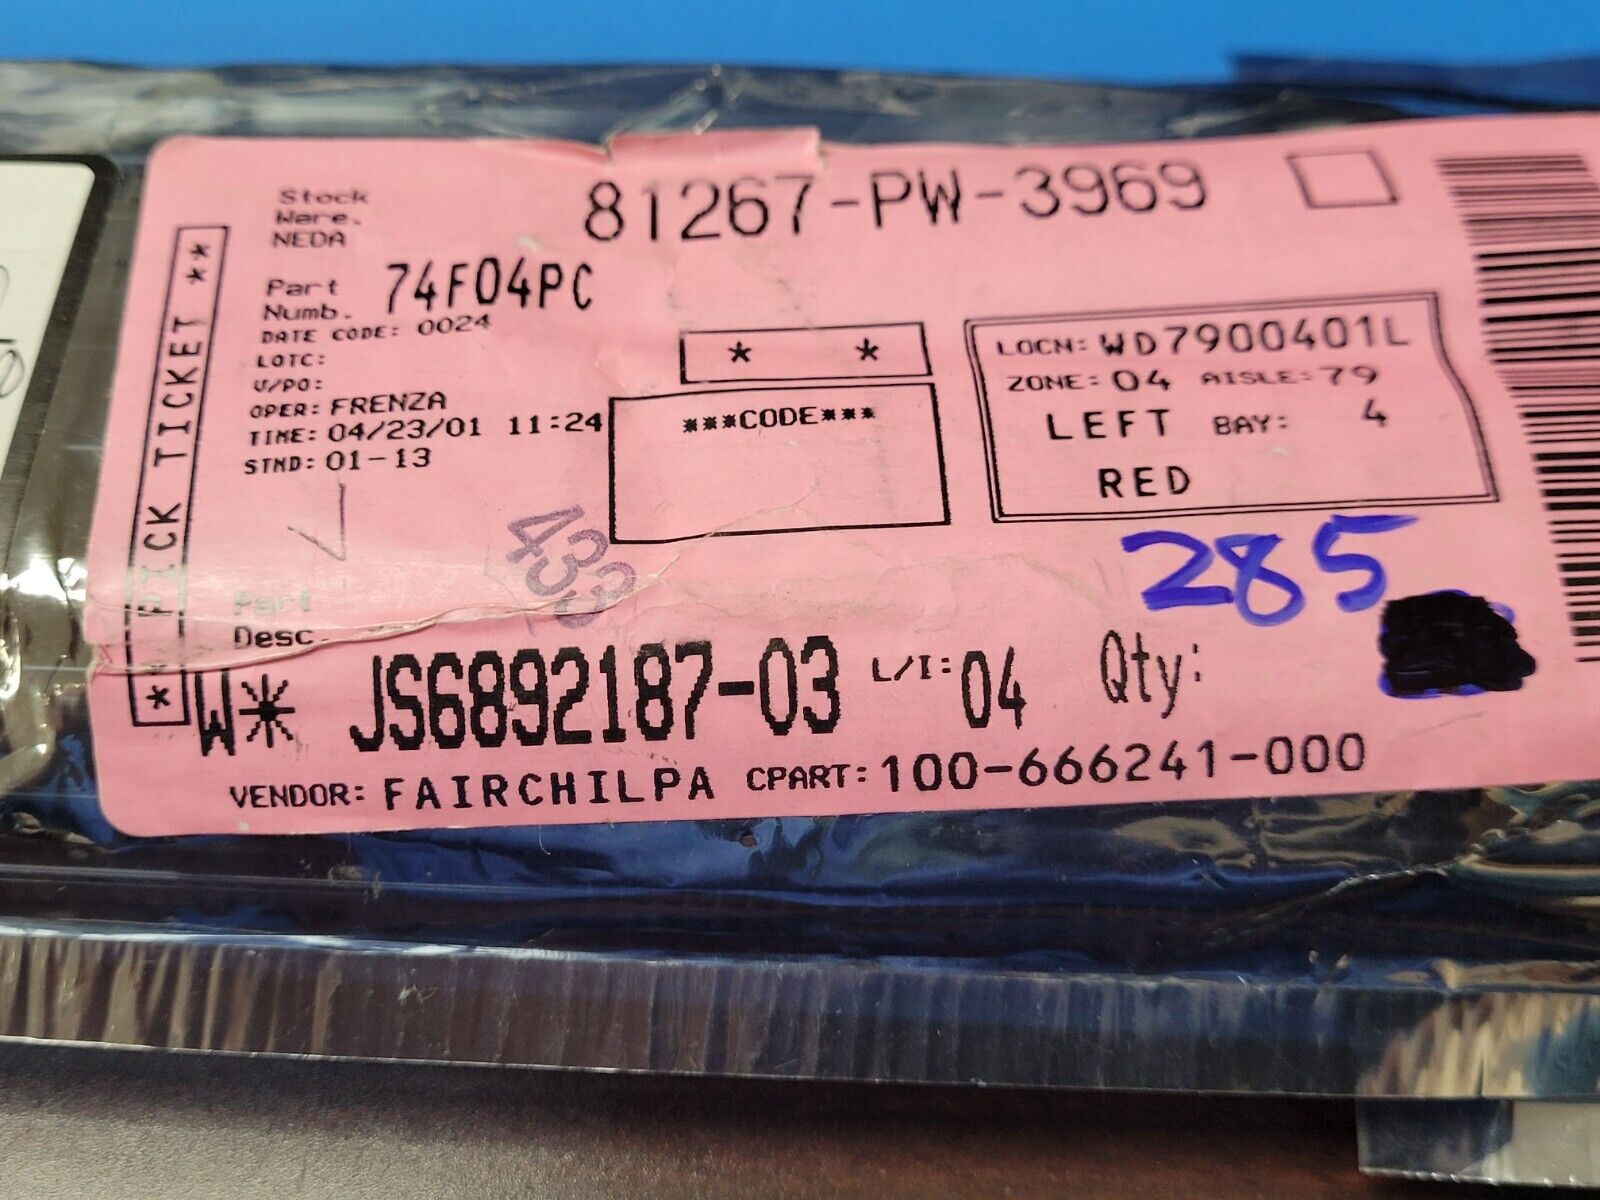 Stock
Ware.
NEDA
81267-PW-3969
** PICK TICKET **
Part
Numb. 74F04PC
DATE CODE: 0024
LOTC:
V/PO:
OPER: FRENZA
TIME: 04/23/01 11:24
STND: 01-13
* *
***CODE***
LOCN: WD7900401L
ZONE: 04 AISLE: 79
LEFT BAY: 4
RED
433
285
Part
Desc.
W* JS6892187-03 L/I: 04 Qty:
VENDOR: FAIRCHILPA CPART: 100-666241-000